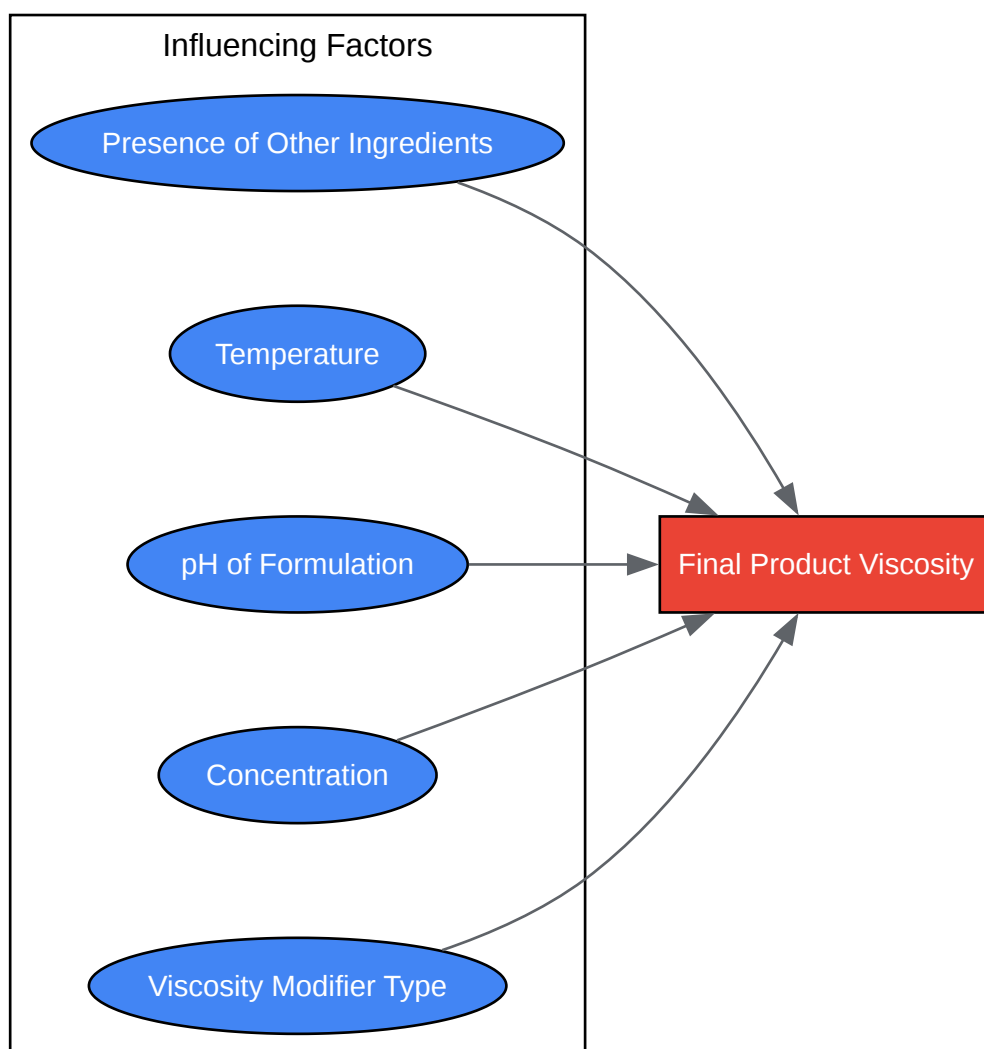 Influencing Factors
Presence of Other Ingredients
Temperature
pH of Formulation
Final Product Viscosity
Concentration
Viscosity Modifier Type